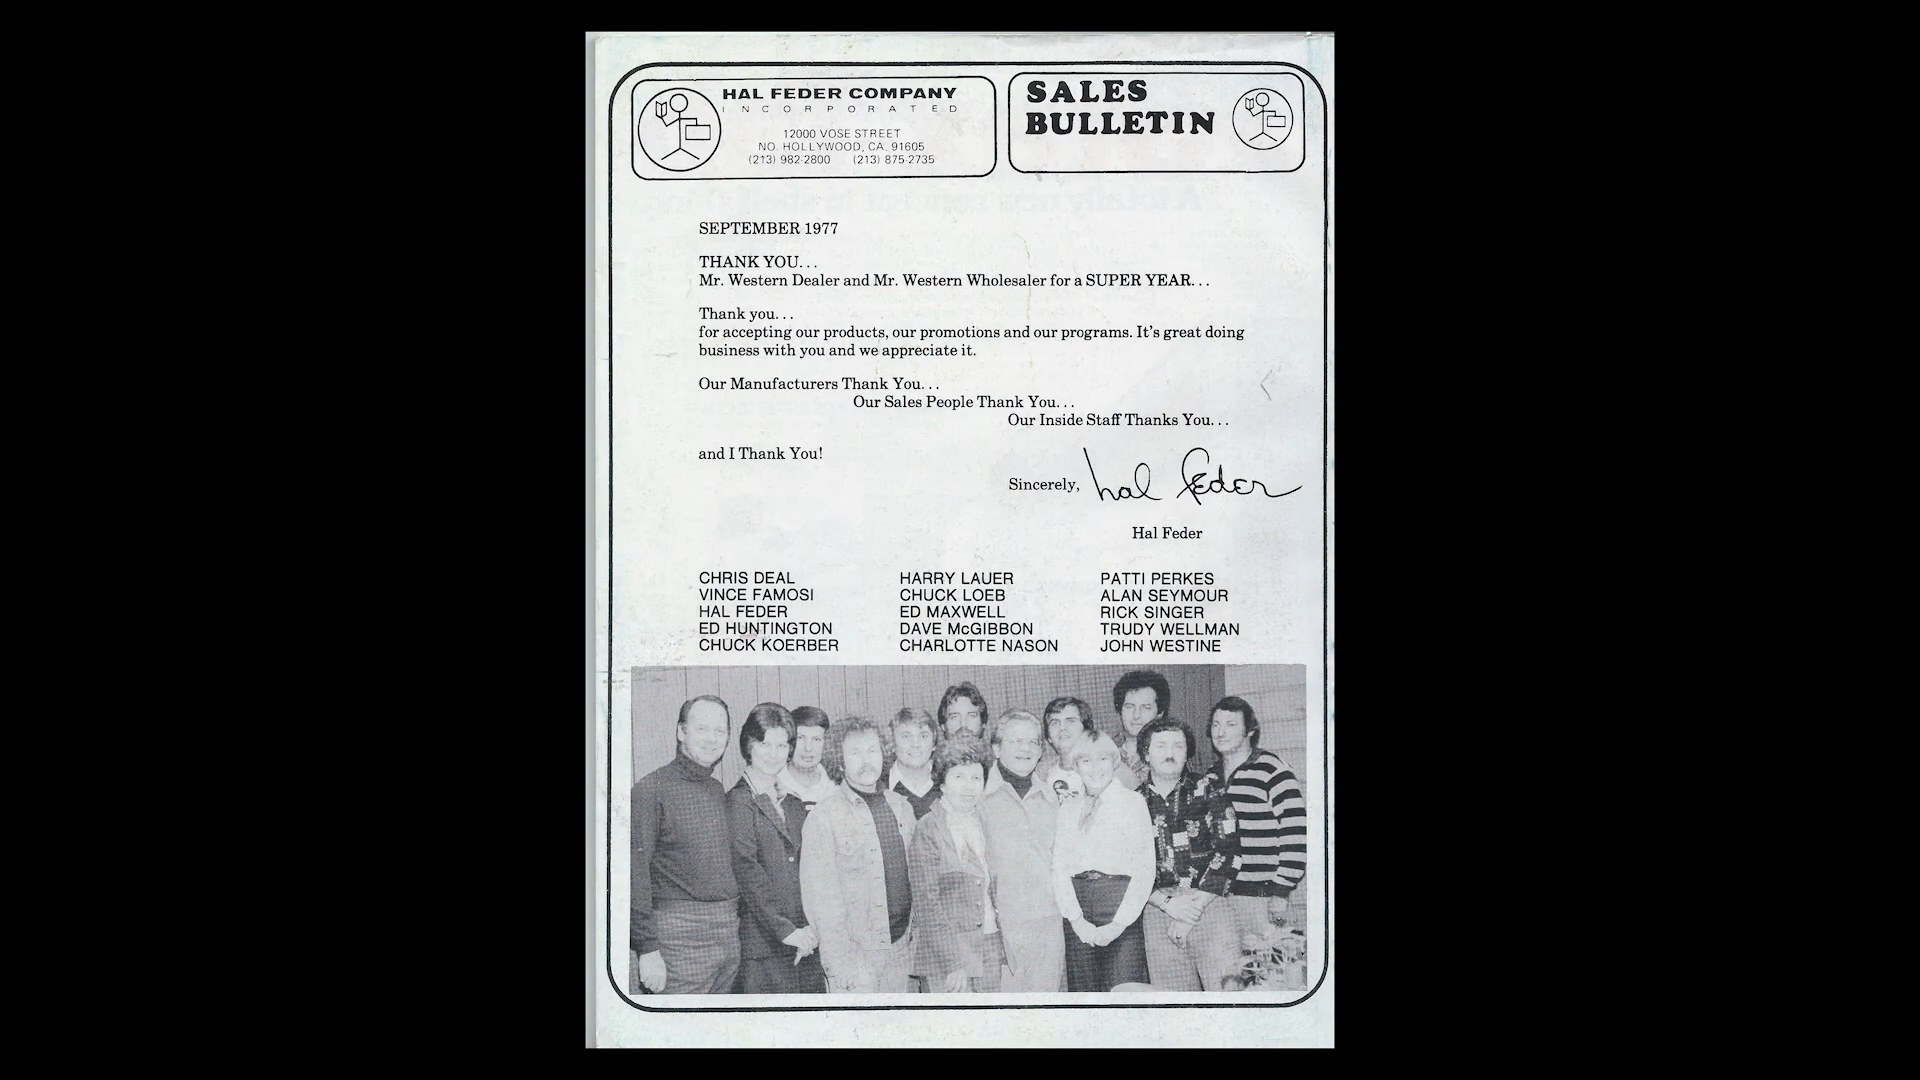 HAL FEDER COMPANY
INCORPORATED
12000 VOSE STREET
NO. HOLLYWOOD, CA. 91605
(213) 982-2800 (213) 875-2735
SALES
BULLETIN
SEPTEMBER 1977
THANK YOU...
Mr. Western Dealer and Mr. Western Wholesaler for a SUPER YEAR...
Thank you...
for accepting our products, our promotions and our programs. It's great doing
business with you and we appreciate it.
Our Manufacturers Thank You...
Our Sales People Thank You...
Our Inside Staff Thanks You...
and I Thank You!
Sincerely, hal feder
Hal Feder
CHRIS DEAL
VINCE FAMOSI
HAL FEDER
ED HUNTINGTON
CHUCK KOERBER
HARRY LAUER
CHUCK LOEB
ED MAXWELL
DAVE McGIBBON
CHARLOTTE NASON
PATTI PERKES
ALAN SEYMOUR
RICK SINGER
TRUDY WELLMAN
JOHN WESTINE